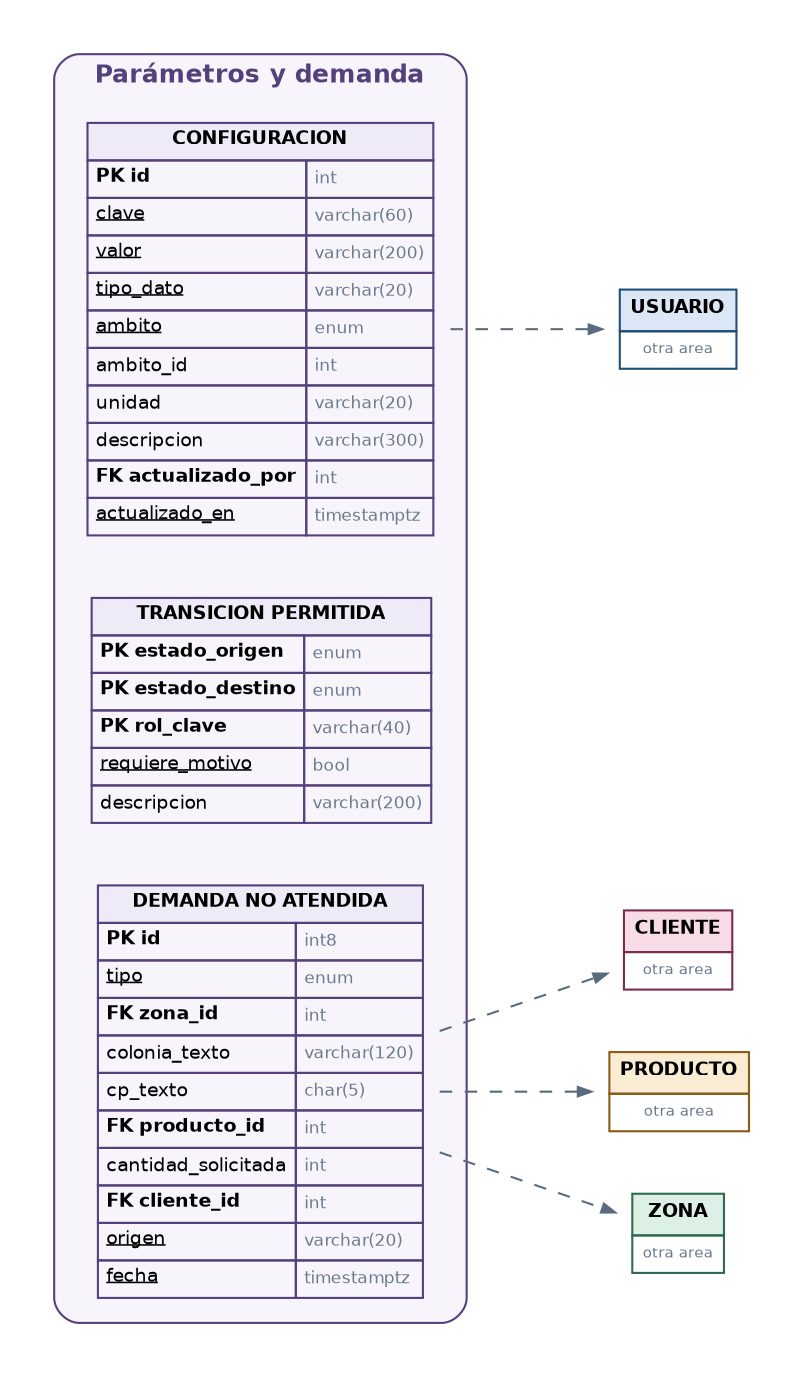 Parámetros y demanda
CONFIGURACION
PK id int
clave varchar(60)
valor varchar(200)
tipo_dato varchar(20)
ambito enum
ambito_id int
unidad varchar(20)
descripcion varchar(300)
FK actualizado_por int
actualizado_en timestamptz
USUARIO
otra area
TRANSICION PERMITIDA
PK estado_origen enum
PK estado_destino enum
PK rol_clave varchar(40)
requiere_motivo bool
descripcion varchar(200)
DEMANDA NO ATENDIDA
PK id int8
tipo enum
FK zona_id int
colonia_texto varchar(120)
cp_texto char(5)
FK producto_id int
cantidad_solicitada int
FK cliente_id int
origen varchar(20)
fecha timestamptz
CLIENTE
otra area
PRODUCTO
otra area
ZONA
otra area